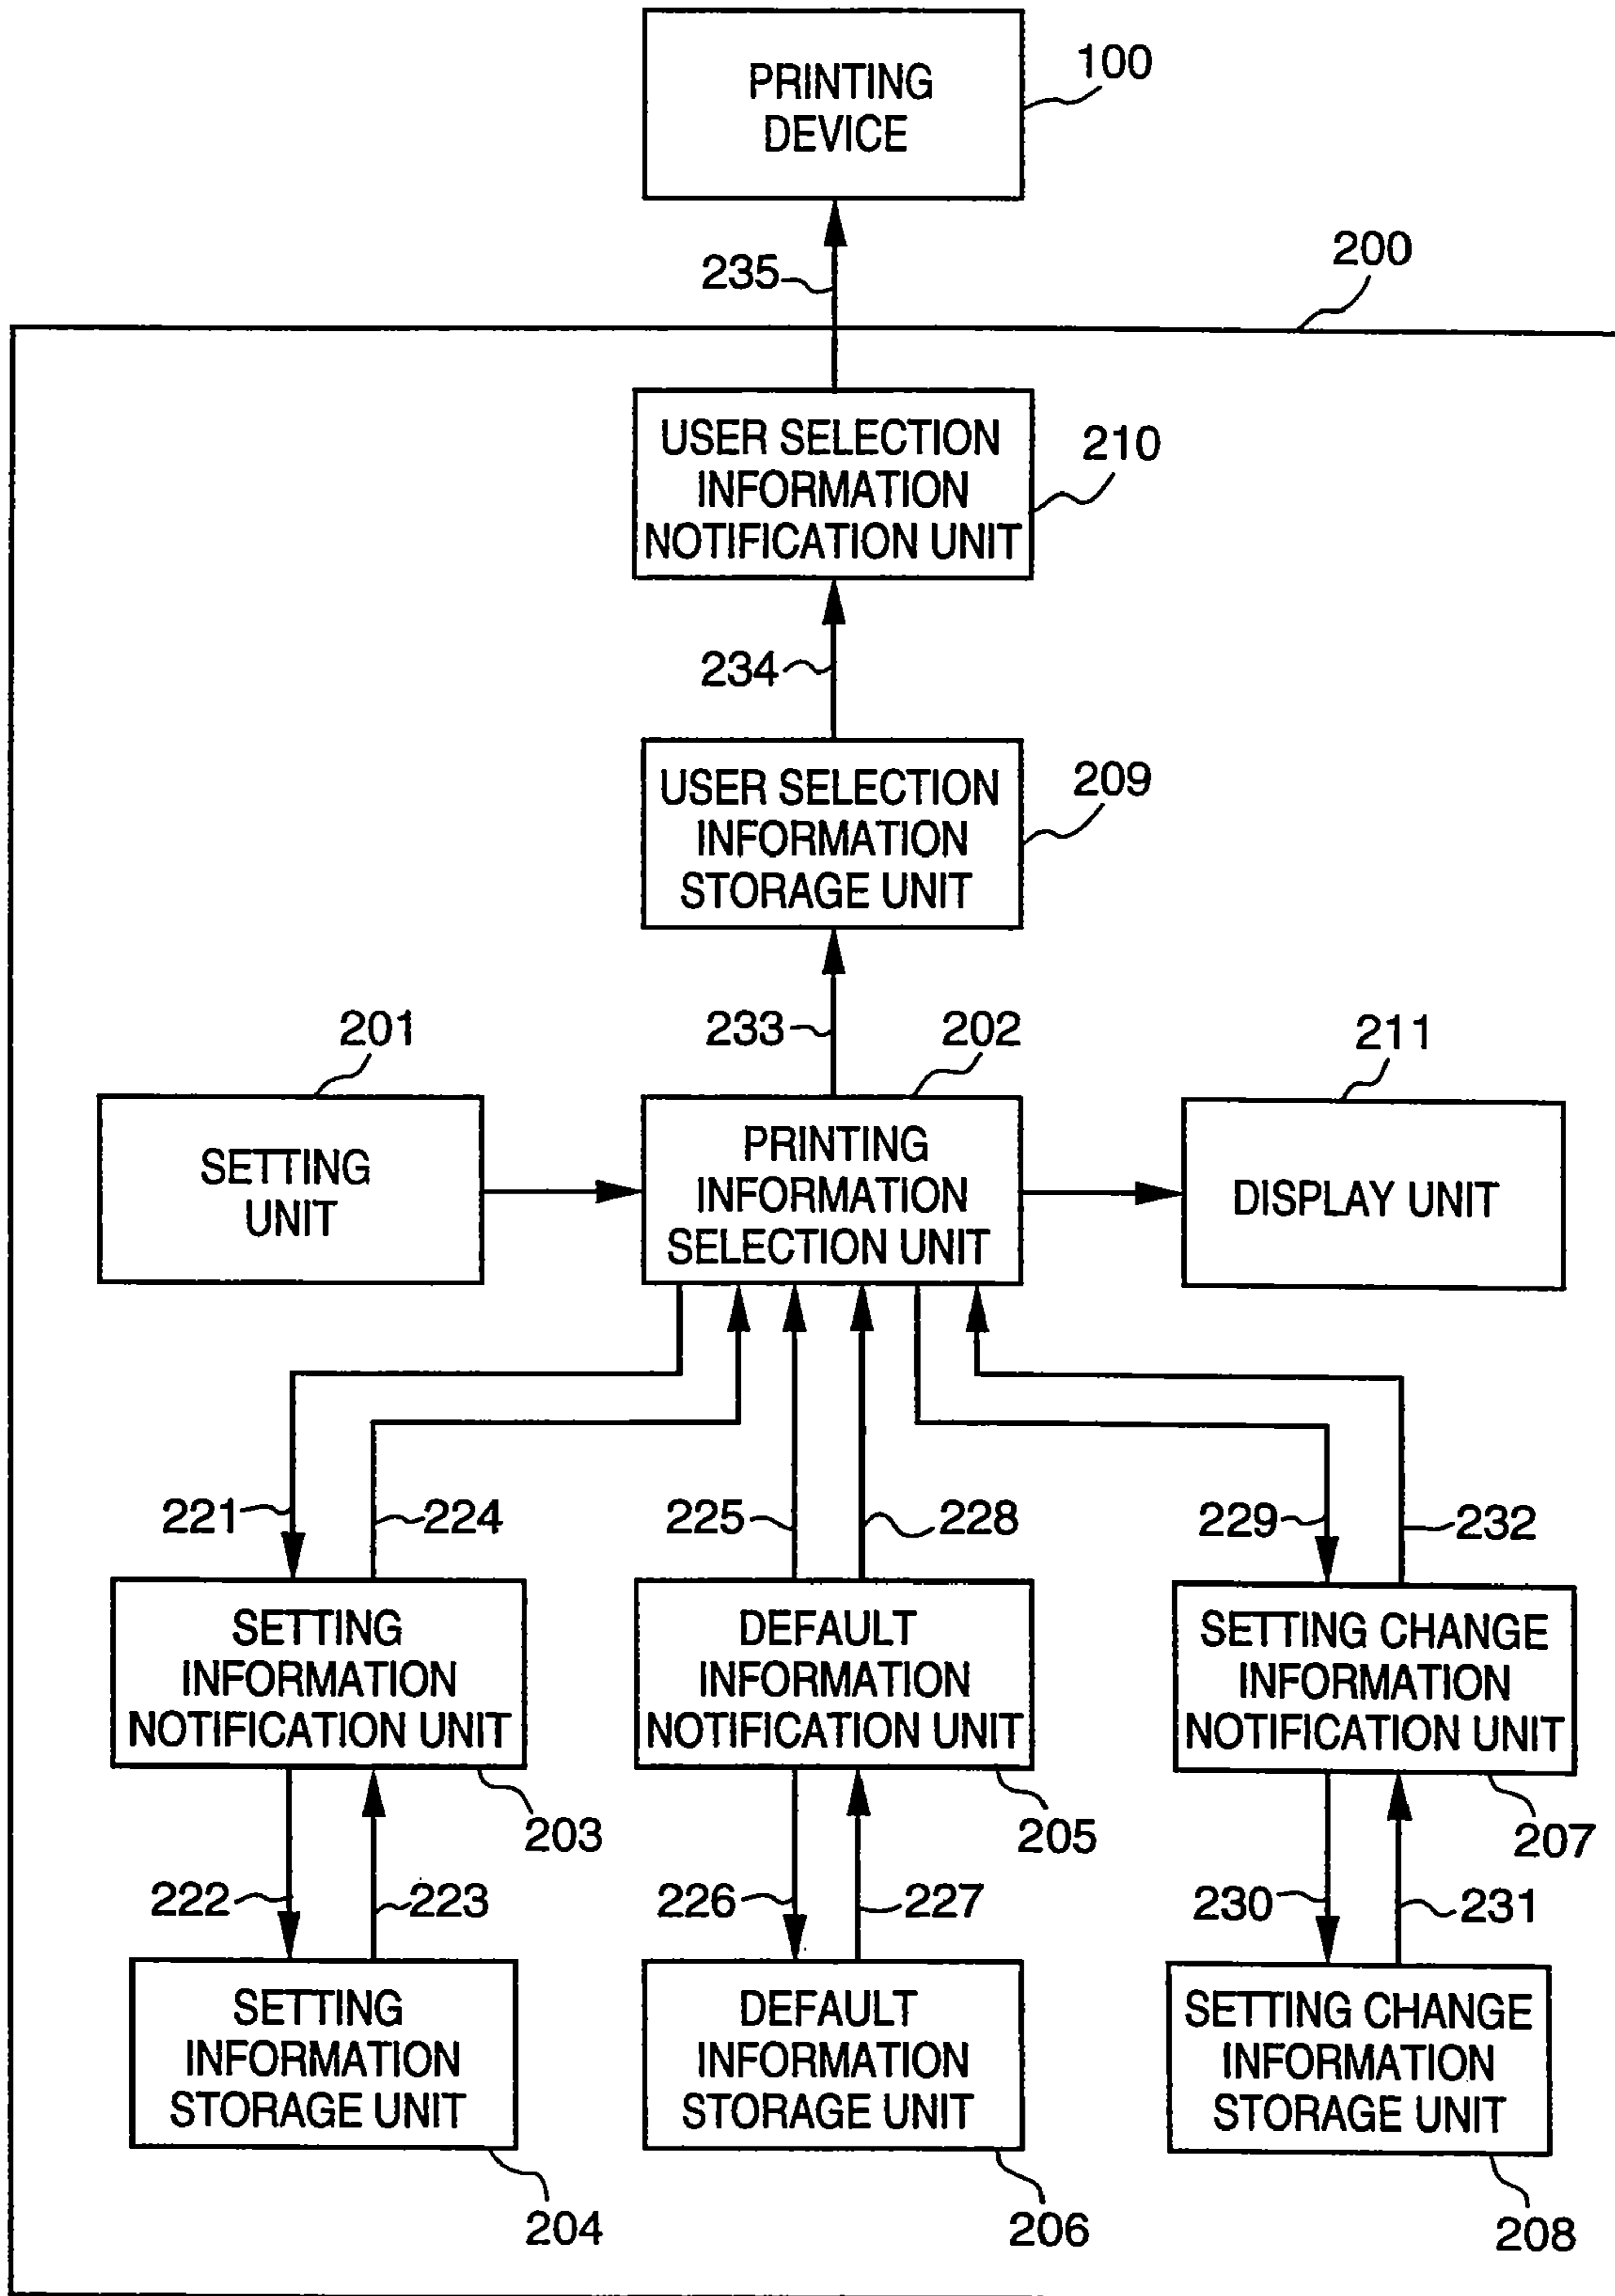 PRINTING
DEVICE
100
235
200
USER SELECTION
INFORMATION
NOTIFICATION UNIT
210
234
USER SELECTION
INFORMATION
STORAGE UNIT
209
233
201
202
211
SETTING
UNIT
PRINTING
INFORMATION
SELECTION UNIT
DISPLAY UNIT
221
224
225
228
229
232
SETTING
INFORMATION
NOTIFICATION UNIT
203
DEFAULT
INFORMATION
NOTIFICATION UNIT
205
SETTING CHANGE
INFORMATION
NOTIFICATION UNIT
207
222
223
226
227
230
231
SETTING
INFORMATION
STORAGE UNIT
204
DEFAULT
INFORMATION
STORAGE UNIT
206
SETTING CHANGE
INFORMATION
STORAGE UNIT
208